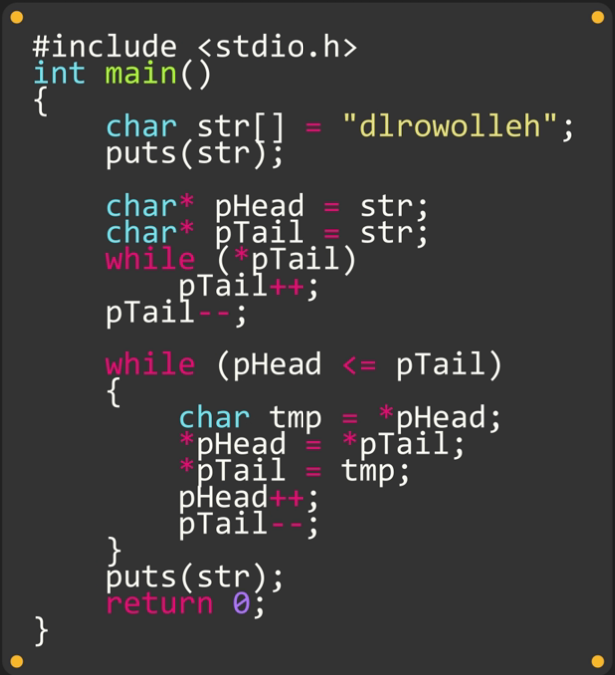 #include <stdio.h>
int main()
{
    char str[] = "dlrowolleh";
    puts(str);

    char* pHead = str;
    char* pTail = str;
    while (*pTail)
        pTail++;
    pTail--;

    while (pHead <= pTail)
    {
        char tmp = *pHead;
        *pHead = *pTail;
        *pTail = tmp;
        pHead++;
        pTail--;
    }
    puts(str);
    return 0;
}